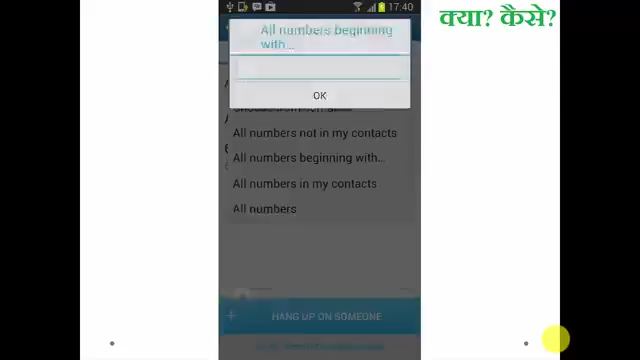 17:40
क्या? कैसे?
All numbers beginning
with...
OK
All numbers not in my contacts
All numbers beginning with...
All numbers in my contacts
All numbers
HANG UP ON SOMEONE